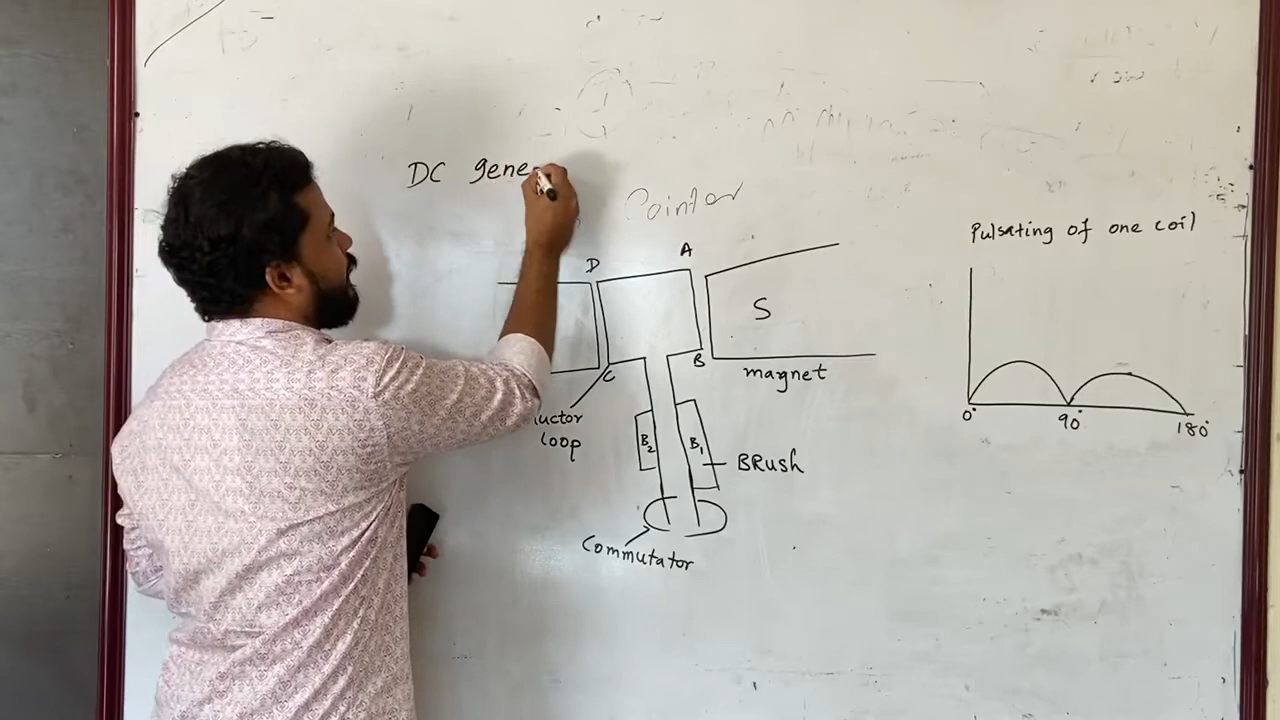 DC gene
Pointer
Pulsating of one coil
D
A
S
C
B
magnet
uctor
loop
B2
B1
BRush
Commutator
0°
90°
180°